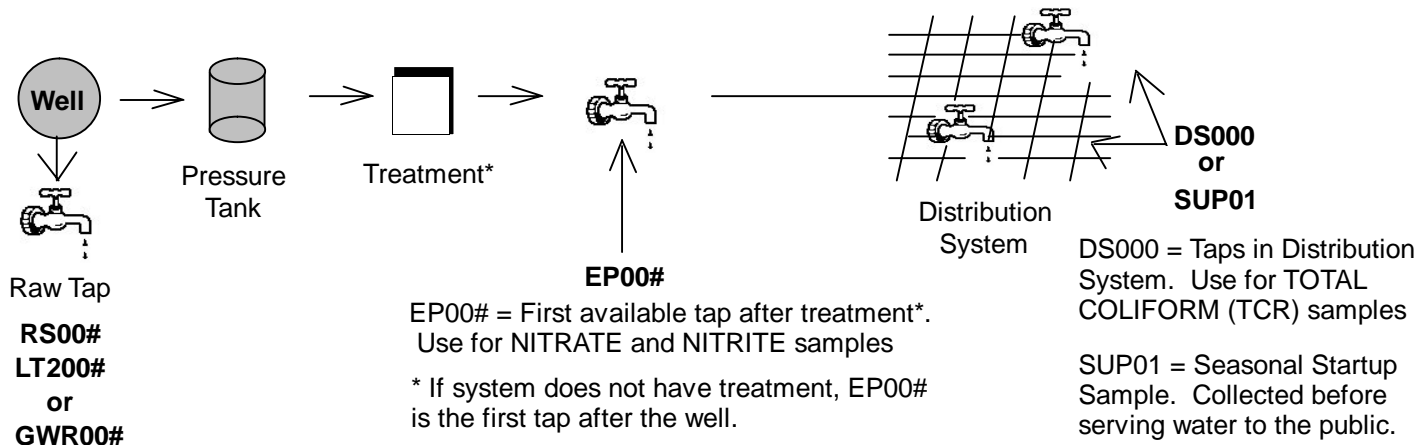 Well
Pressure
Tank
Treatment*
Raw Tap
RS00#
LT200#
or
GWR00#
EP00#
EP00# = First available tap after treatment*.
Use for NITRATE and NITRITE samples
* If system does not have treatment, EP00#
is the first tap after the well.
Distribution
System
DS000
or
SUP01
DS000 = Taps in Distribution
System. Use for TOTAL
COLIFORM (TCR) samples
SUP01 = Seasonal Startup
Sample. Collected before
serving water to the public.